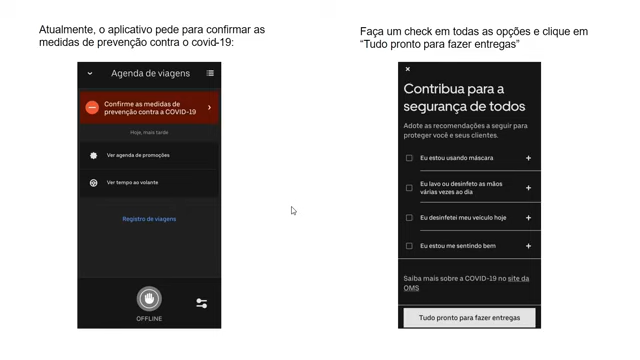 Atualmente, o aplicativo pede para confirmar as
medidas de prevenção contra o covid-19:
Agenda de viagens
Confirme as medidas de
prevenção contra A COVID-19
Hoje, mais tarde
Ver agenda de promoções
Ver tempo ao volante
Registro de viagens
OFFLINE
Faça um check em todas as opções e clique em
“Tudo pronto para fazer entregas”
Contribua para a
segurança de todos
Adote as recomendações a seguir para
proteger você e seus clientes.
Eu estou usando máscara
Eu lavo ou desinfeto as mãos
várias vezes ao dia
Eu desinfetei meu veículo hoje
Eu estou me sentindo bem
Saiba mais sobre a COVID-19 no site da
OMS
Tudo pronto para fazer entregas